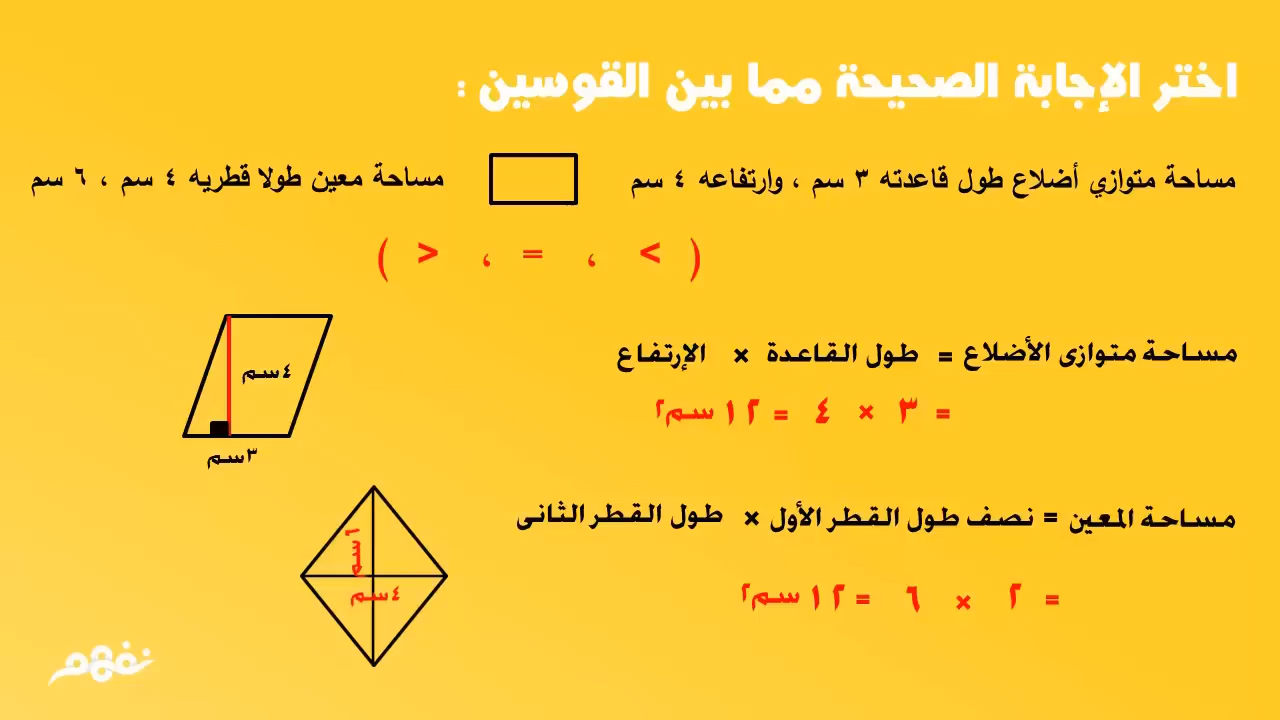 اختر الإجابة الصحيحة مما بين القوسين :
مساحة متوازي أضلاع طول قاعدته ٣ سم ، وارتفاعه ٤ سم مساحة معين طولا قطريه ٤ سم ، ٦ سم
( < ، = ، > )
مساحة متوازى الأضلاع = طول القاعدة × الإرتفاع
= ٣ × ٤ = ١٢ سم٢
٤سم
٣سم
مساحة المعين = نصف طول القطر الأول × طول القطر الثانى
= ٢ × ٦ = ١٢ سم٢
٦سم
٤سم
نفهم